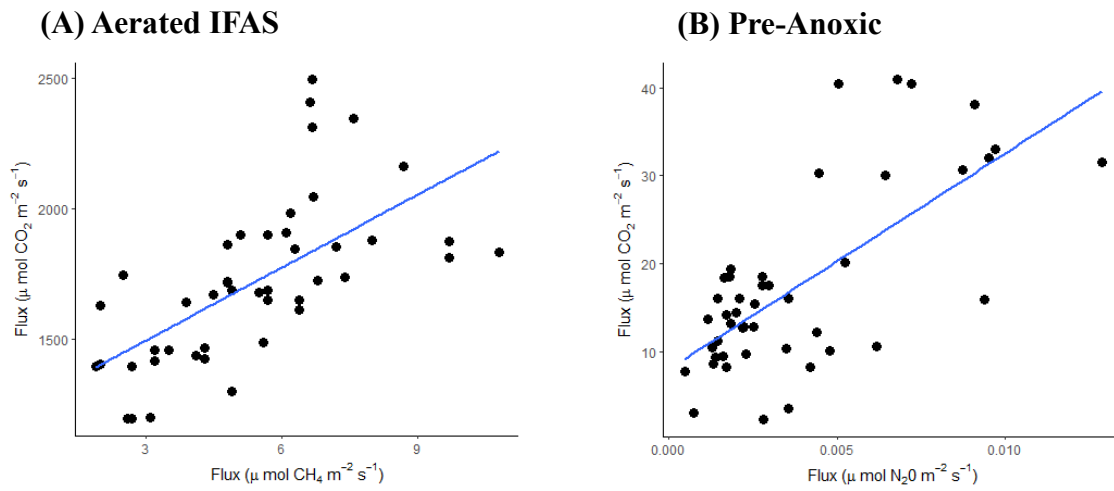 (A) Aerated IFAS
(B) Pre-Anoxic
Flux (μ mol CO₂ m⁻² s⁻¹)
2500
2000
1500
3 6 9
Flux (μ mol CH₄ m⁻² s⁻¹)
Flux (μ mol CO₂ m⁻² s⁻¹)
40
30
20
10
0.000 0.005 0.010
Flux (μ mol N₂0 m⁻² s⁻¹)